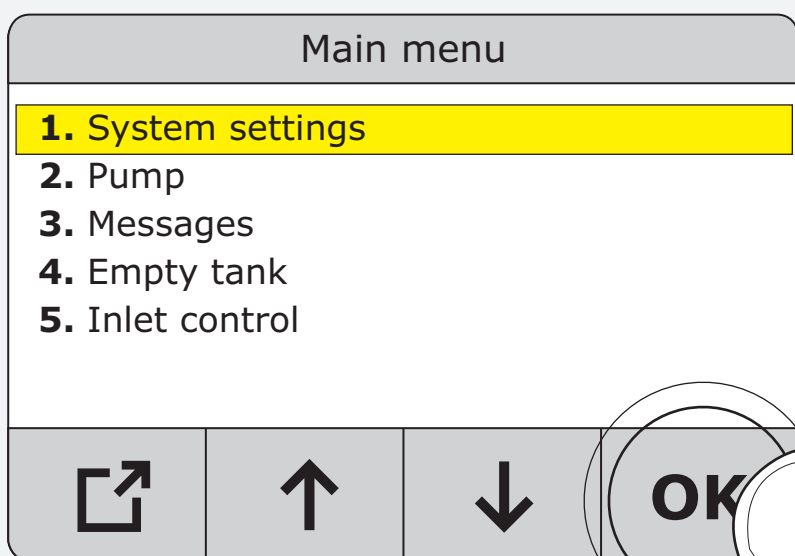 Main menu
1. System settings
2. Pump
3. Messages
4. Empty tank
5. Inlet control
OK